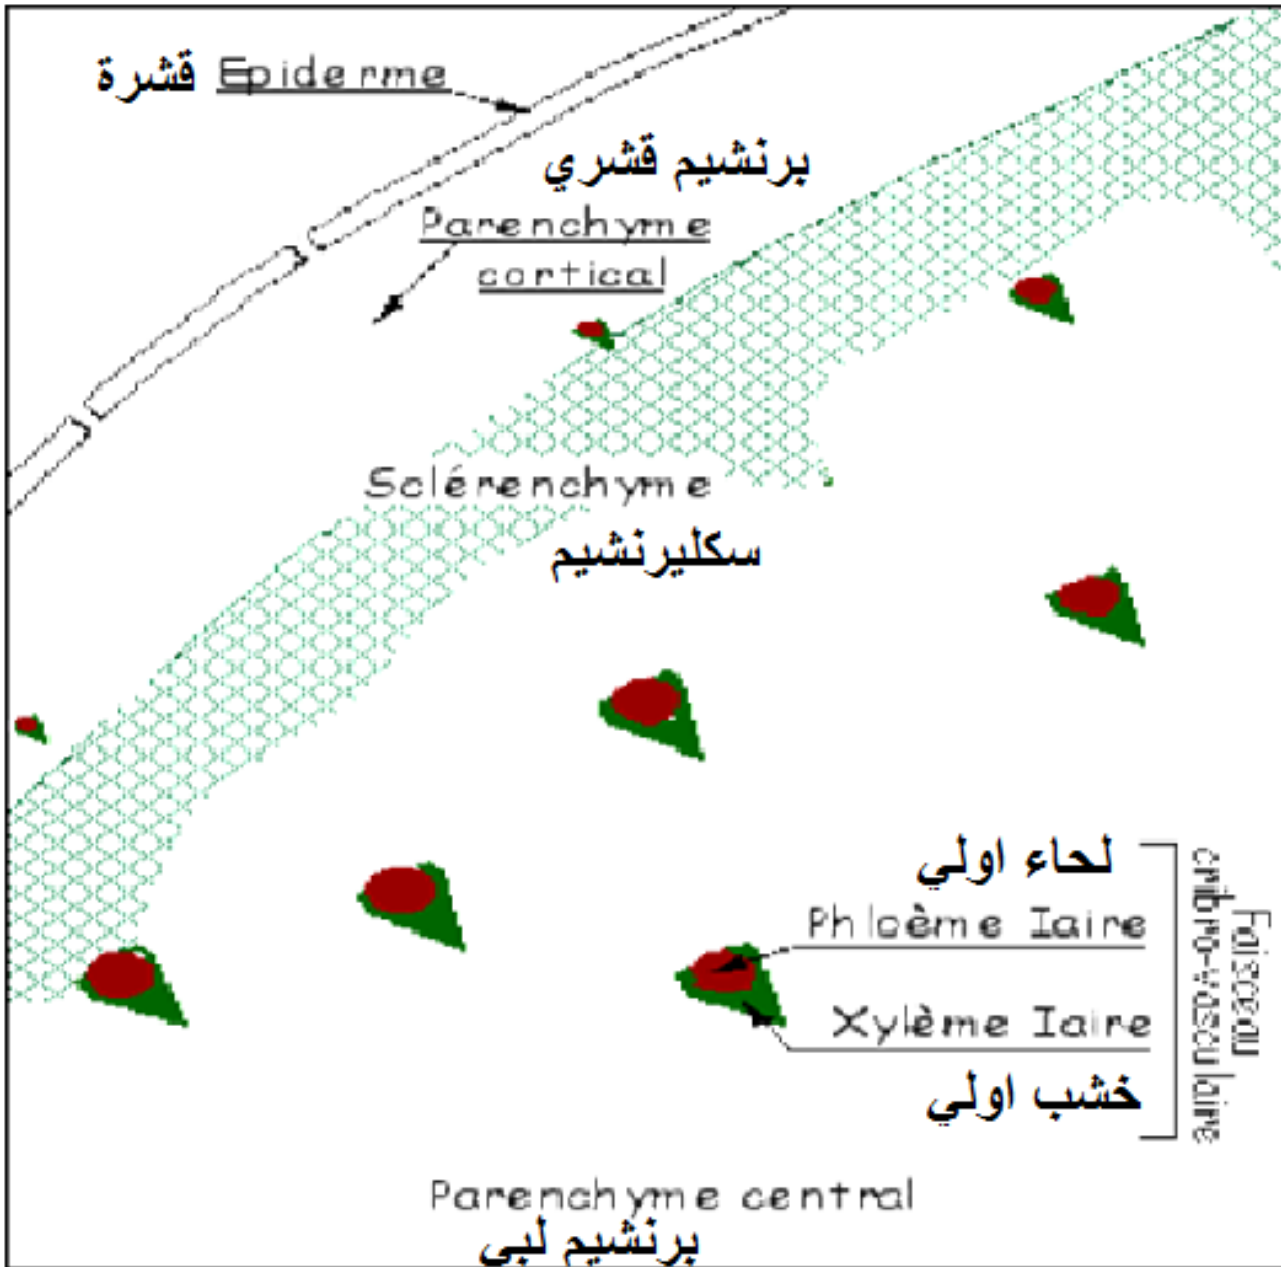 قشرة Epiderme
برنشيم قشري
Parenchyme
cortical
Sclérenchyme
سكليرنشيم
لحاء اولي
Phloème Iaire
Xylème Iaire
خشب اولي
Faisceau
cribro-vasculaire
Parenchyme central
برنشيم لبي